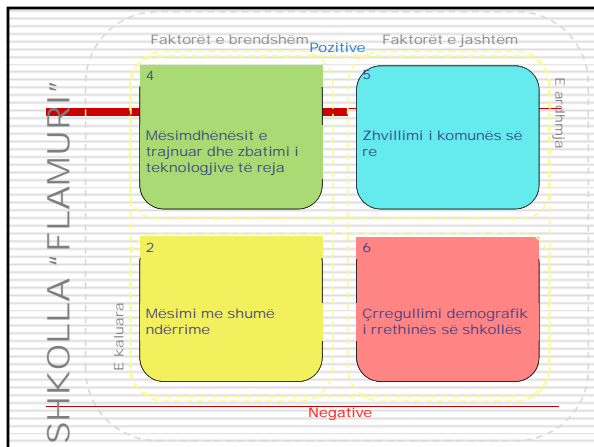 Faktorët e brendshëm
Faktorët e jashtëm
Pozitive
4
Mësimdhënësit e
trajnuar dhe zbatimi i
teknologjive të reja
5
Zhvillimi i komunës së
re
E ardhmja
SHKOLLA “FLAMURI”
E kaluara
2
Mësimi me shumë
ndërrime
6
Çrregullimi demografik
i rrethinës së shkollës
Negative